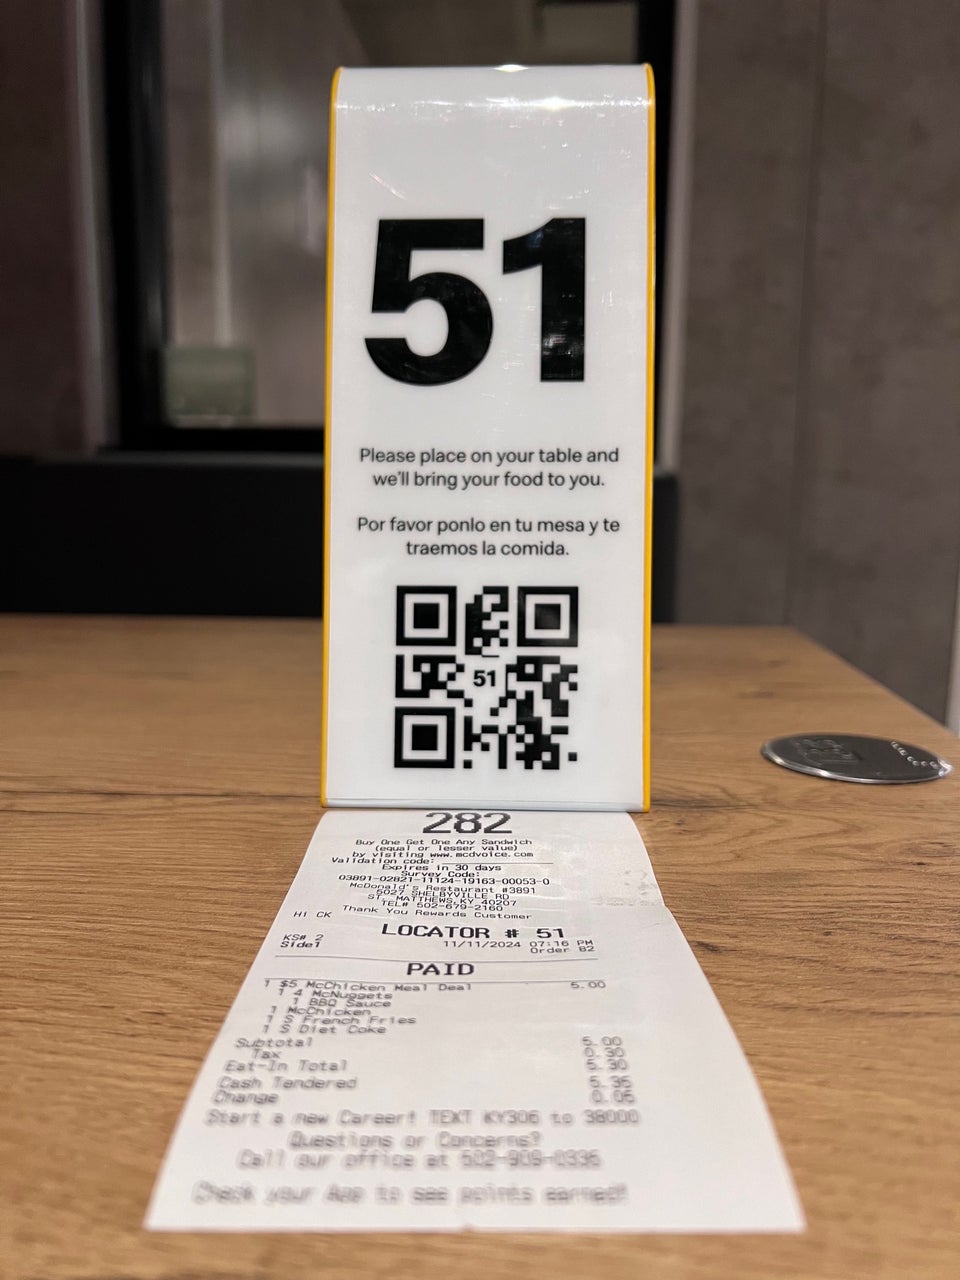 51
Please place on your table and
we'll bring your food to you.
Por favor ponlo en tu mesa y te
traemos la comida.
51
282
Buy One Get One Any Sandwich
(equal or lesser value)
by visiting www.mcdvoice.com
Validation code:
Expires in 30 days
Survey Code:
03891-02821-11124-19163-00053-0
McDonald's Restaurant #3891
5027 SHELBYVILLE RD
ST. MATTHEWS,KY 40207
TEL# 502-679-2160
Thank You Rewards Customer
HI CK
LOCATOR # 51
KS# 2 11/11/2024 07:16 PM
Side1 Order 82
PAID
1 $5 McChicken Meal Deal 5.00
1 4 McNuggets
1 BBQ Sauce
1 McChicken
1 S French Fries
1 S Diet Coke
Subtotal 5.00
Tax 0.30
Eat-In Total 5.30
Cash Tendered 5.35
Change 0.05
Start a new Career! TEXT KY306 to 38000
Questions or Concerns?
Call our office at 502-909-0336
Check your App to see points earned!